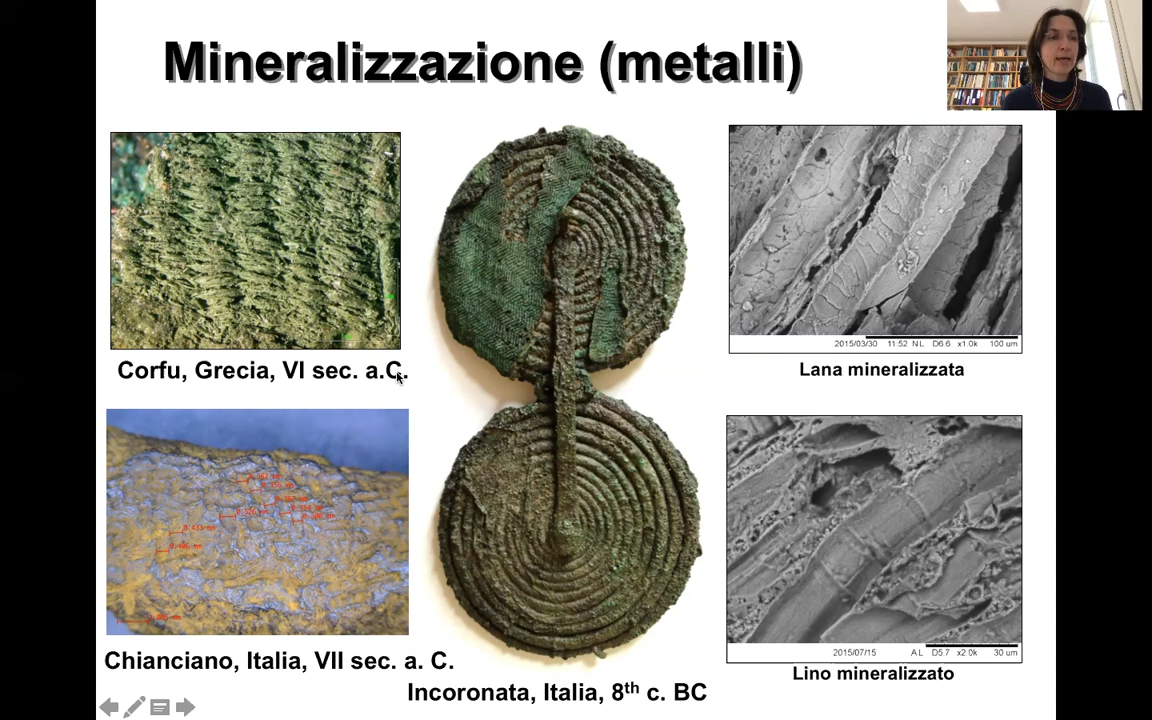 Mineralizzazione (metalli)
Corfu, Grecia, VI sec. a.C.
2015/03/30 11:52 NL D6.6 x1.0k 100 um
Lana mineralizzata
Chianciano, Italia, VII sec. a. C.
Incoronata, Italia, 8th c. BC
2015/07/15 AL D5.7 x2.0k 30 um
Lino mineralizzato